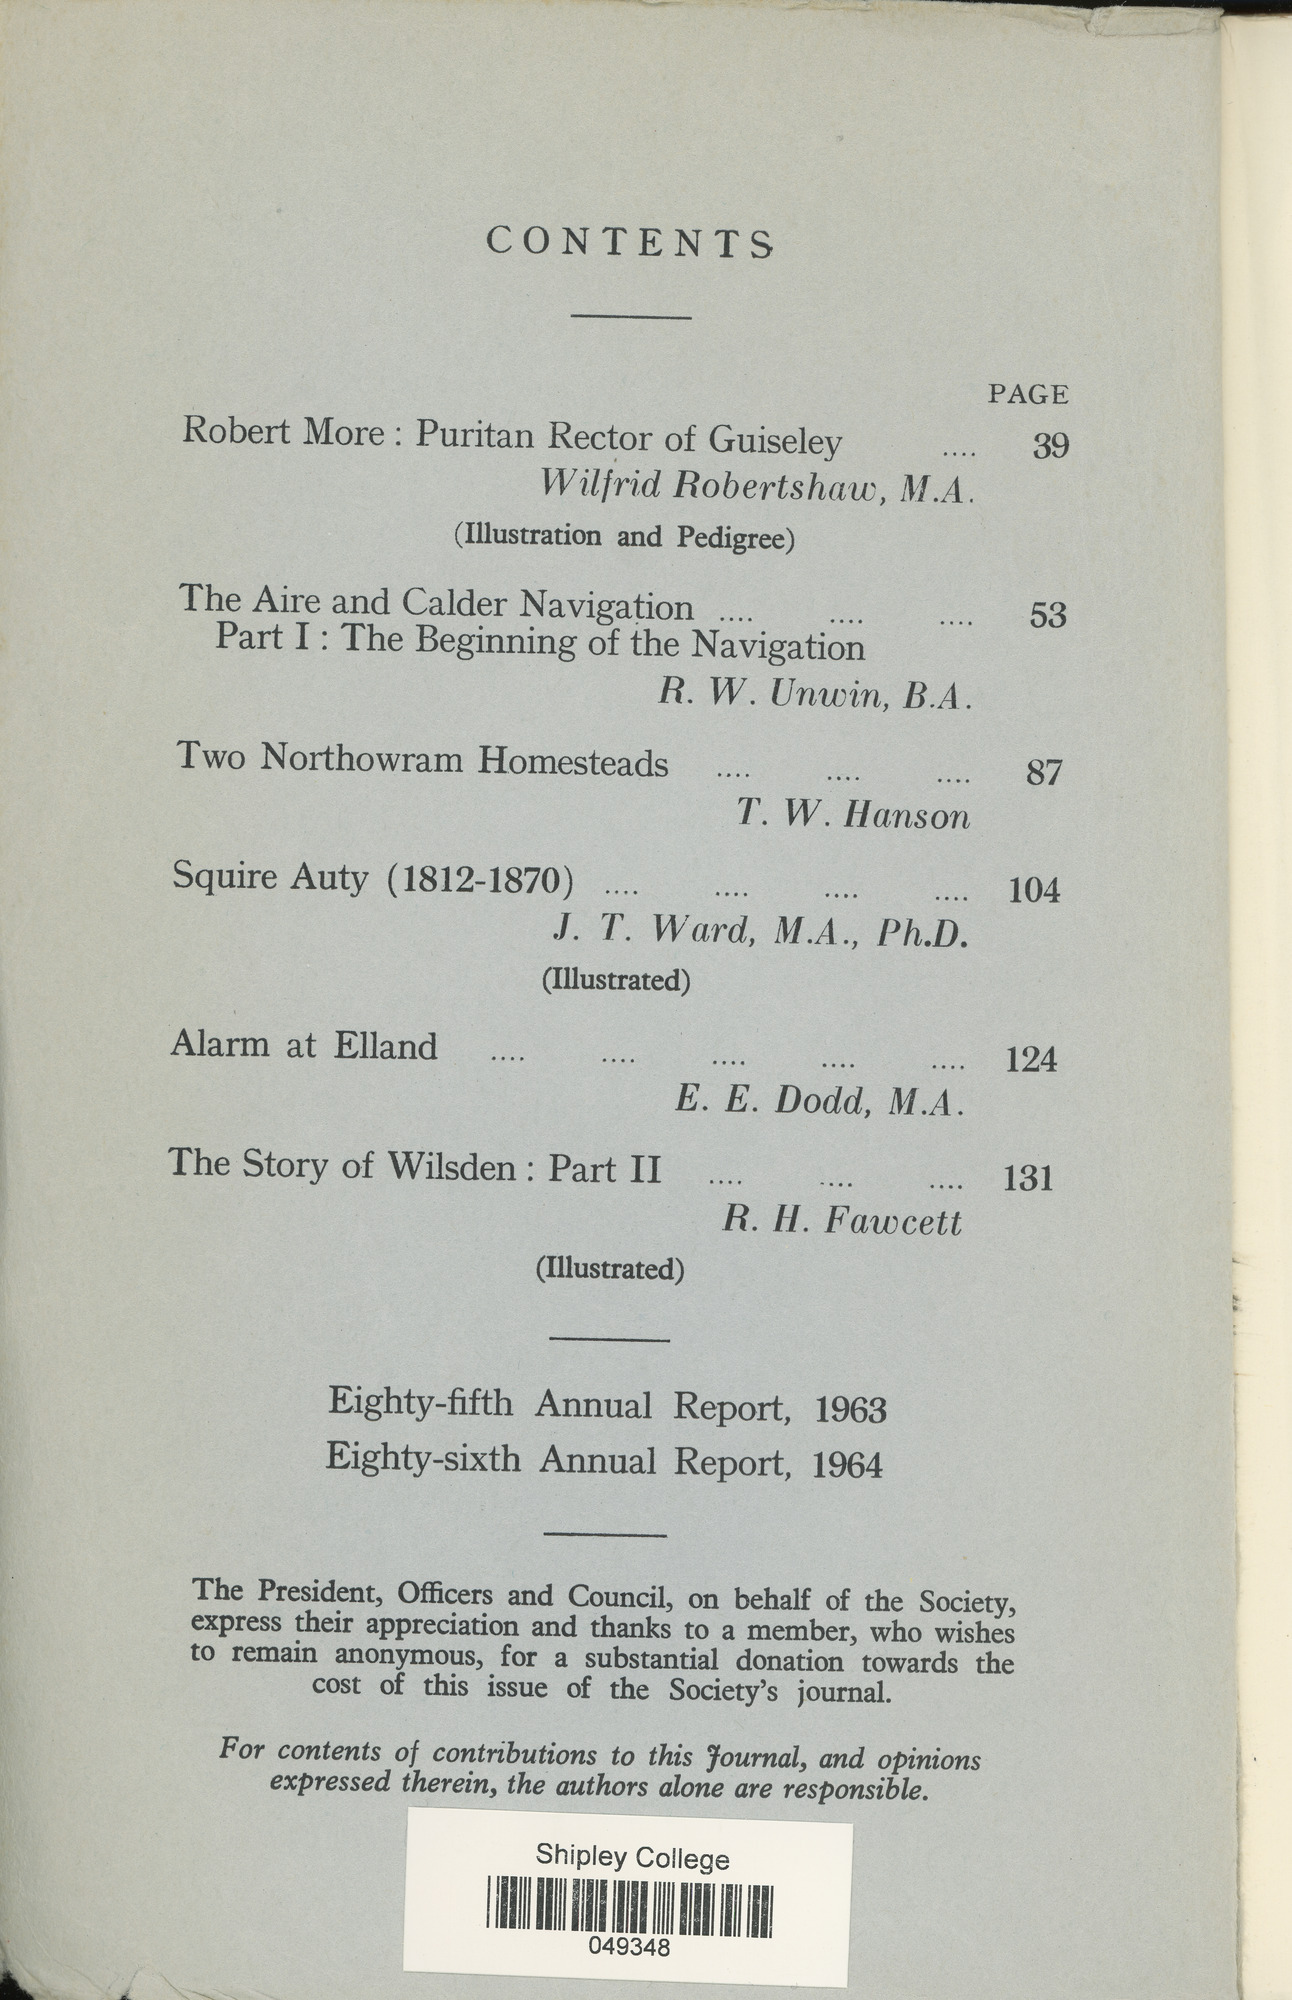 CONTENTS
PAGE
Robert More : Puritan Rector of Guiseley .... 39
Wilfrid Robertshaw, M.A.
(Illustration and Pedigree)
The Aire and Calder Navigation .... .... .... 53
Part I : The Beginning of the Navigation
R. W. Unwin, B.A.
Two Northowram Homesteads .... .... .... 87
T. W. Hanson
Squire Auty (1812-1870) .... .... .... .... 104
J. T. Ward, M.A., Ph.D.
(Illustrated)
Alarm at Elland .... .... .... .... .... 124
E. E. Dodd, M.A.
The Story of Wilsden : Part II .... .... .... 131
R. H. Fawcett
(Illustrated)
Eighty-fifth Annual Report, 1963
Eighty-sixth Annual Report, 1964
The President, Officers and Council, on behalf of the Society,
express their appreciation and thanks to a member, who wishes
to remain anonymous, for a substantial donation towards the
cost of this issue of the Society's journal.
For contents of contributions to this Journal, and opinions
expressed therein, the authors alone are responsible.
Shipley College
049348